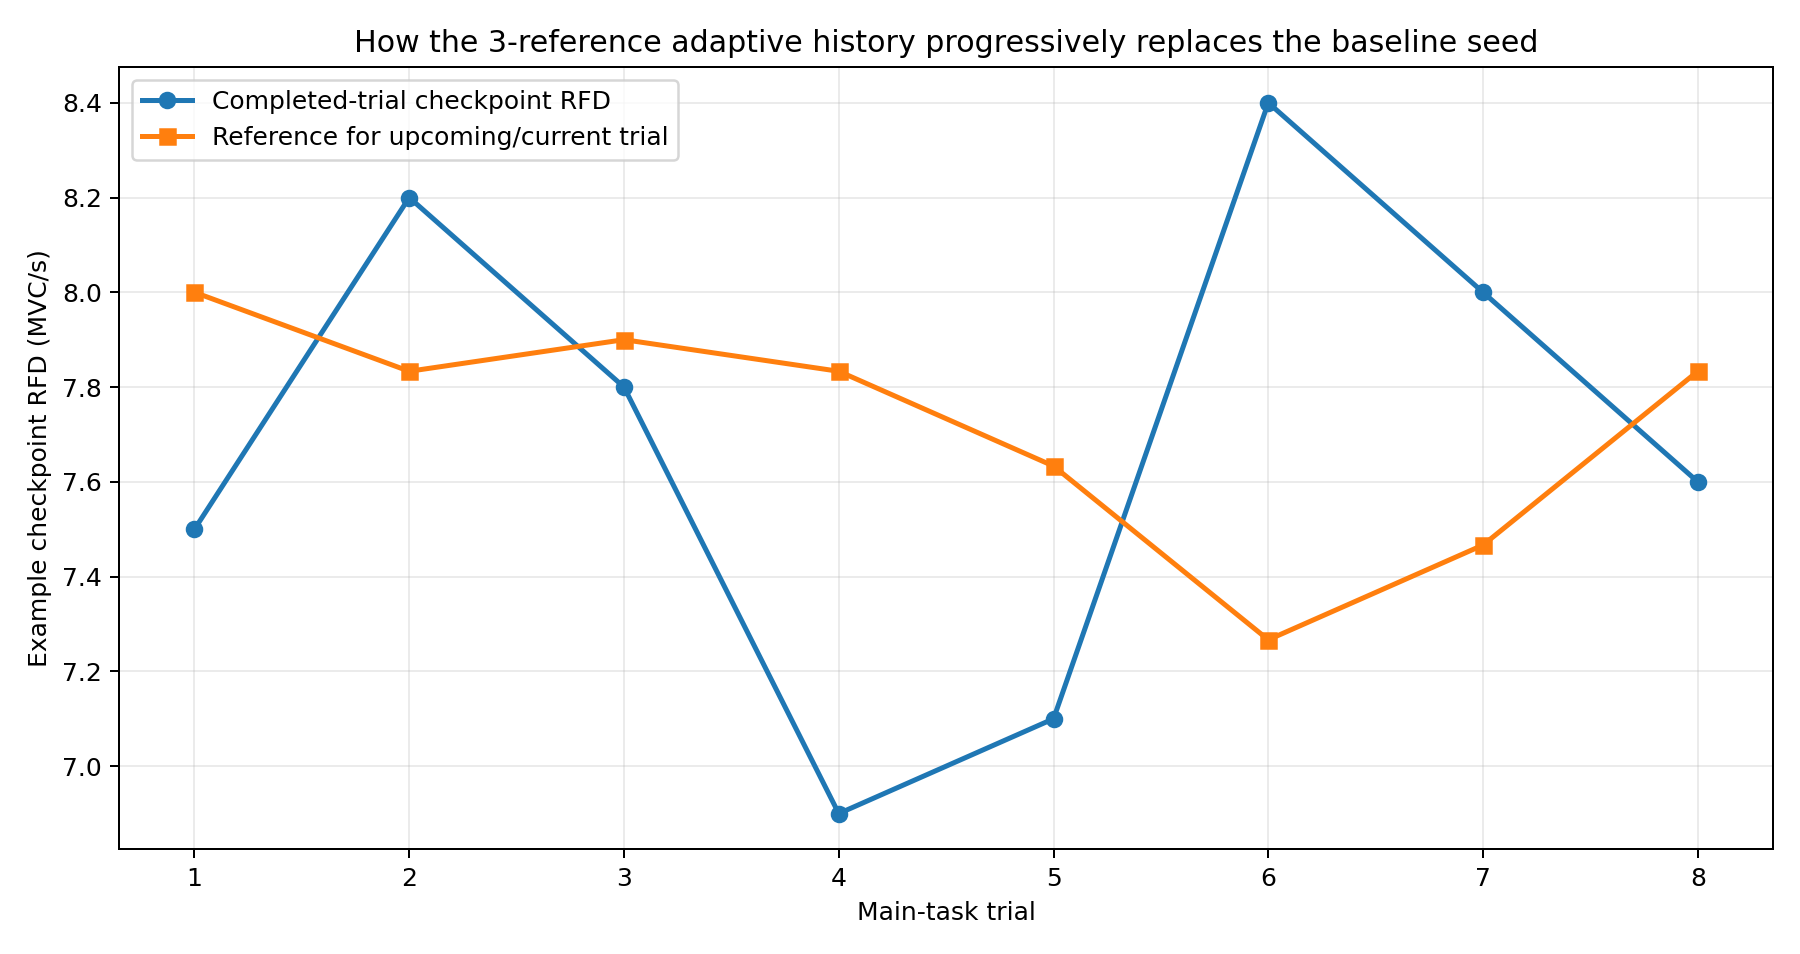 How the 3-reference adaptive history progressively replaces the baseline seed
Completed-trial checkpoint RFD
Reference for upcoming/current trial
Example checkpoint RFD (MVC/s)
8.4
8.2
8.0
7.8
7.6
7.4
7.2
7.0
1 2 3 4 5 6 7 8
Main-task trial